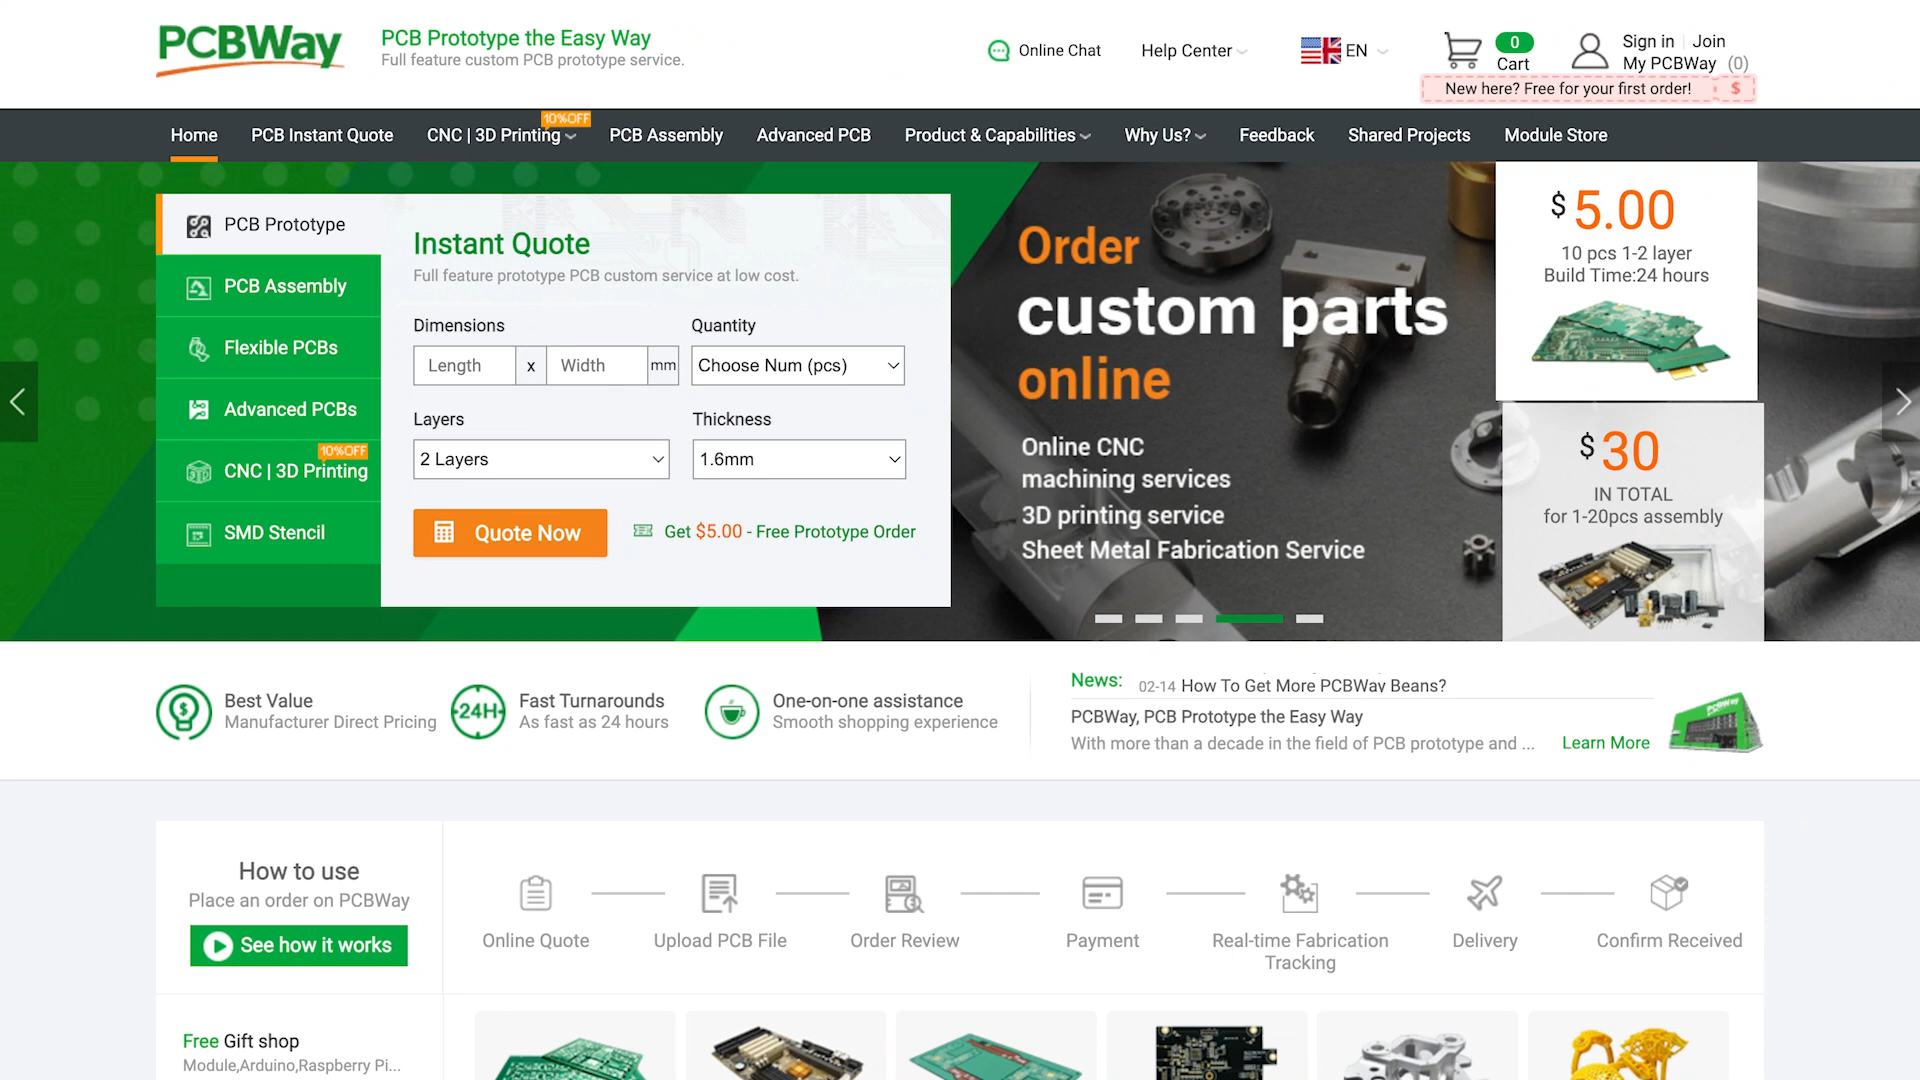 PCBWay
PCB Prototype the Easy Way
Full feature custom PCB prototype service.
Online Chat
Help Center
EN
0
Cart
Sign in | Join
My PCBWay (0)
New here? Free for your first order! $
Home
PCB Instant Quote
CNC | 3D Printing
10%OFF
PCB Assembly
Advanced PCB
Product & Capabilities
Why Us?
Feedback
Shared Projects
Module Store
PCB Prototype
PCB Assembly
Flexible PCBs
Advanced PCBs
10%OFF
CNC | 3D Printing
SMD Stencil
Instant Quote
Full feature prototype PCB custom service at low cost.
Dimensions
Length x Width mm
Quantity
Choose Num (pcs)
Layers
2 Layers
Thickness
1.6mm
Quote Now
Get $5.00 - Free Prototype Order
Order
custom parts
online
Online CNC
machining services
3D printing service
Sheet Metal Fabrication Service
$ 5.00
10 pcs 1-2 layer
Build Time:24 hours
$ 30
IN TOTAL
for 1-20pcs assembly
Best Value
Manufacturer Direct Pricing
24H
Fast Turnarounds
As fast as 24 hours
One-on-one assistance
Smooth shopping experience
News:
02-14 How To Get More PCBWay Beans?
PCBWay, PCB Prototype the Easy Way
With more than a decade in the field of PCB prototype and ...
Learn More
PCBWay
How to use
Place an order on PCBWay
See how it works
Online Quote
Upload PCB File
Order Review
Payment
Real-time Fabrication
Tracking
Delivery
Confirm Received
Free Gift shop
Module,Arduino,Raspberry Pi...